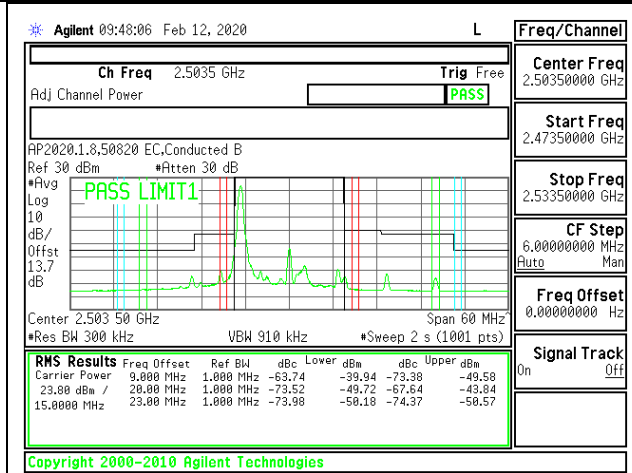 Agilent 09:48:06 Feb 12, 2020 L
Freq/Channel
Ch Freq 2.5035 GHz Trig Free
Adj Channel Power
PASS
AP2020.1.8,50820 EC,Conducted B
Ref 30 dBm #Atten 30 dB
#Avg
Log
10
dB/
Offst
13.7
dB
PASS LIMIT1
Center 2.503 50 GHz Span 60 MHz
#Res BW 300 kHz VBW 910 kHz #Sweep 2 s (1001 pts)
RMS Results Freq Offset Ref BW dBc Lower dBm dBc Upper dBm
Carrier Power 9.000 MHz 1.000 MHz -63.74 -39.94 -73.38 -49.58
23.80 dBm / 20.00 MHz 1.000 MHz -73.52 -49.72 -67.64 -43.84
15.0000 MHz 23.00 MHz 1.000 MHz -73.98 -50.18 -74.37 -50.57
Center Freq
2.50350000 GHz
Start Freq
2.47350000 GHz
Stop Freq
2.53350000 GHz
CF Step
6.00000000 MHz
Auto Man
Freq Offset
0.00000000 Hz
Signal Track
On Off
Copyright 2000-2010 Agilent Technologies